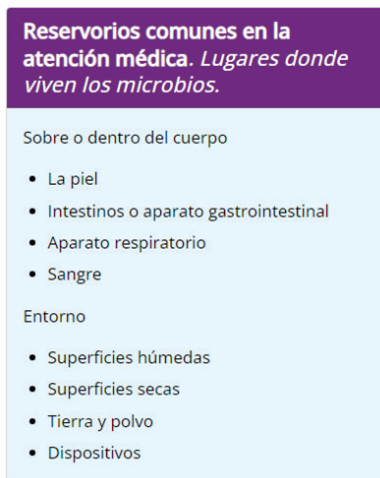 Reservorios comunes en la
atención médica. Lugares donde
viven los microbios.
Sobre o dentro del cuerpo
• La piel
• Intestinos o aparato gastrointestinal
• Aparato respiratorio
• Sangre
Entorno
• Superficies húmedas
• Superficies secas
• Tierra y polvo
• Dispositivos